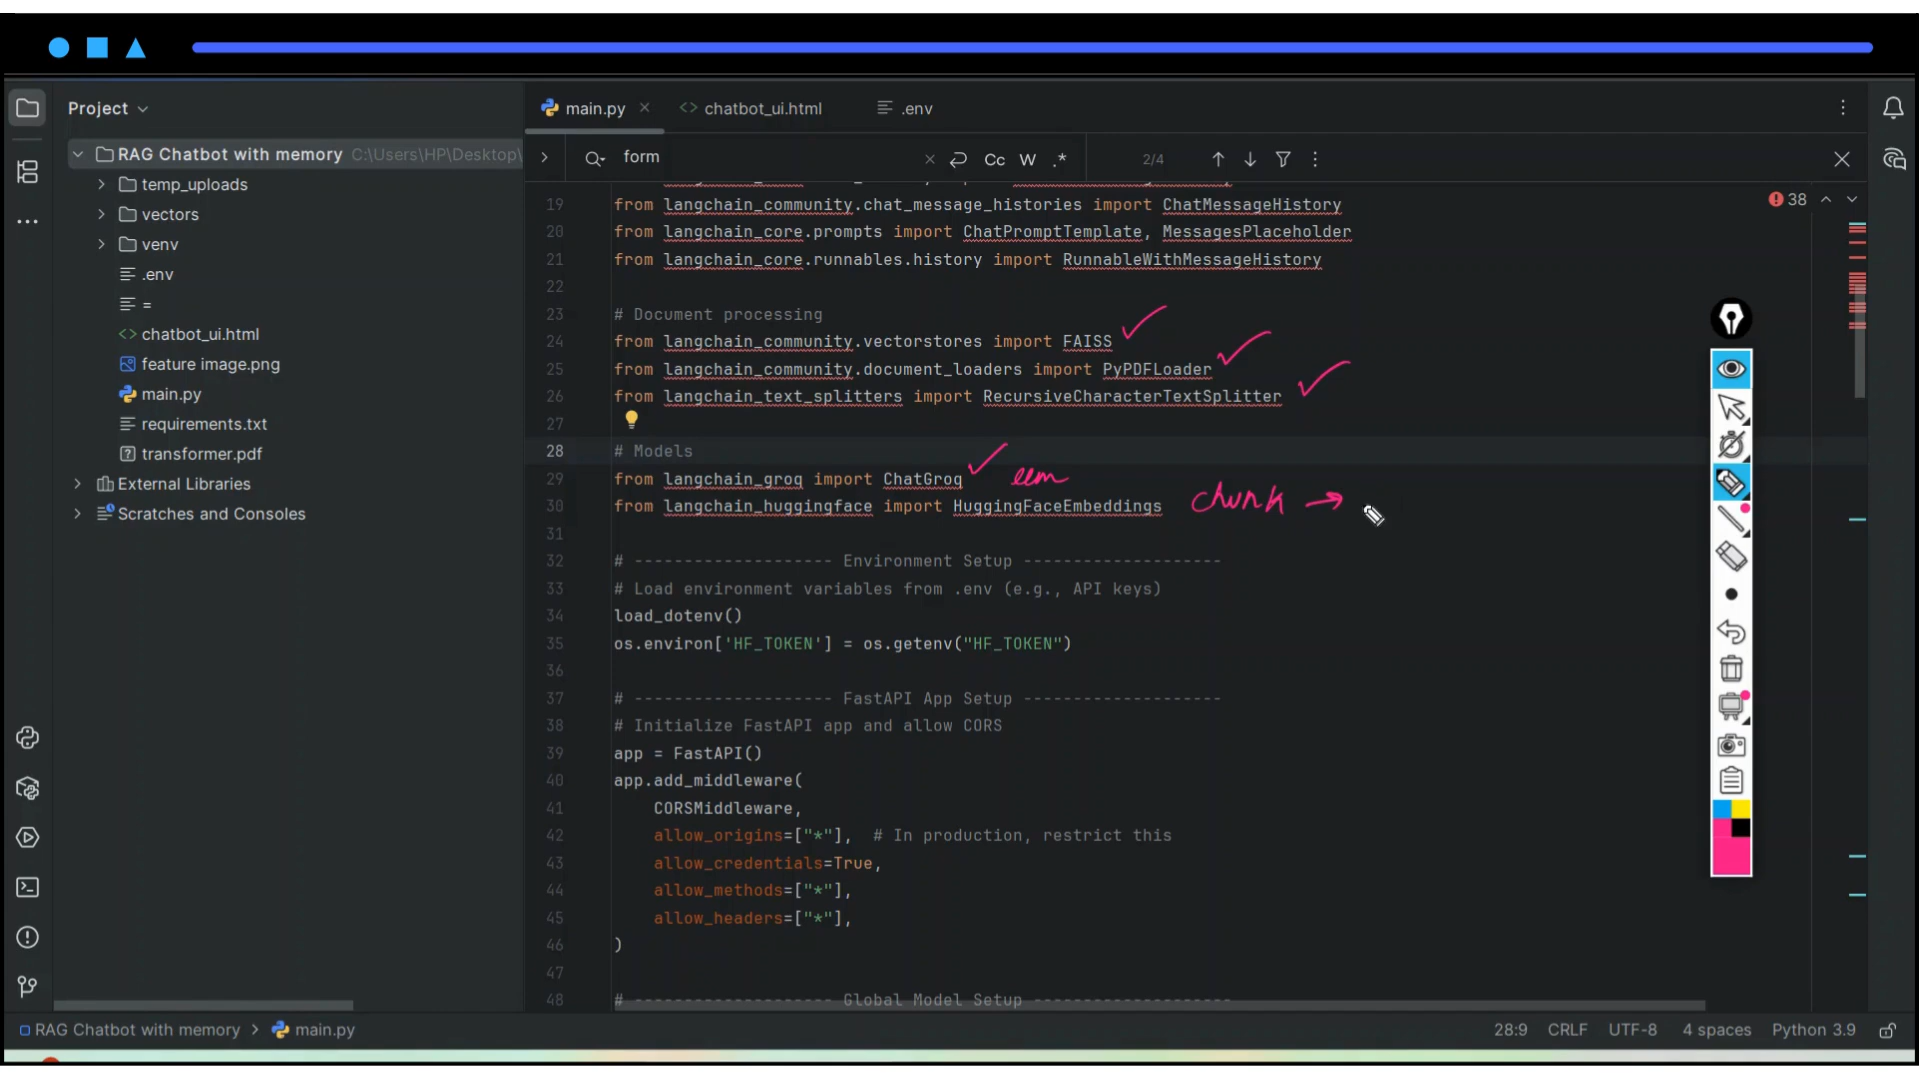 Project
main.py
chatbot_ui.html
.env
RAG Chatbot with memory C:\Users\HP\Desktop\
form
Cc W .*
2/4
temp_uploads
vectors
venv
.env
=
chatbot_ui.html
feature image.png
main.py
requirements.txt
transformer.pdf
External Libraries
Scratches and Consoles
38
19 from langchain_community.chat_message_histories import ChatMessageHistory
20 from langchain_core.prompts import ChatPromptTemplate, MessagesPlaceholder
21 from langchain_core.runnables.history import RunnableWithMessageHistory
22
23 # Document processing
24 from langchain_community.vectorstores import FAISS
25 from langchain_community.document_loaders import PyPDFLoader
26 from langchain_text_splitters import RecursiveCharacterTextSplitter
27
28 # Models
29 from langchain_groq import ChatGroq
30 from langchain_huggingface import HuggingFaceEmbeddings chunk →
31
32 # -------------------- Environment Setup --------------------
33 # Load environment variables from .env (e.g., API keys)
34 load_dotenv()
35 os.environ['HF_TOKEN'] = os.getenv("HF_TOKEN")
36
37 # -------------------- FastAPI App Setup --------------------
38 # Initialize FastAPI app and allow CORS
39 app = FastAPI()
40 app.add_middleware(
41 CORSMiddleware,
42 allow_origins=["*"], # In production, restrict this
43 allow_credentials=True,
44 allow_methods=["*"],
45 allow_headers=["*"],
46 )
47
48 # -------------------- Global Model Setup --------------------
RAG Chatbot with memory > main.py
28:9 CRLF UTF-8 4 spaces Python 3.9